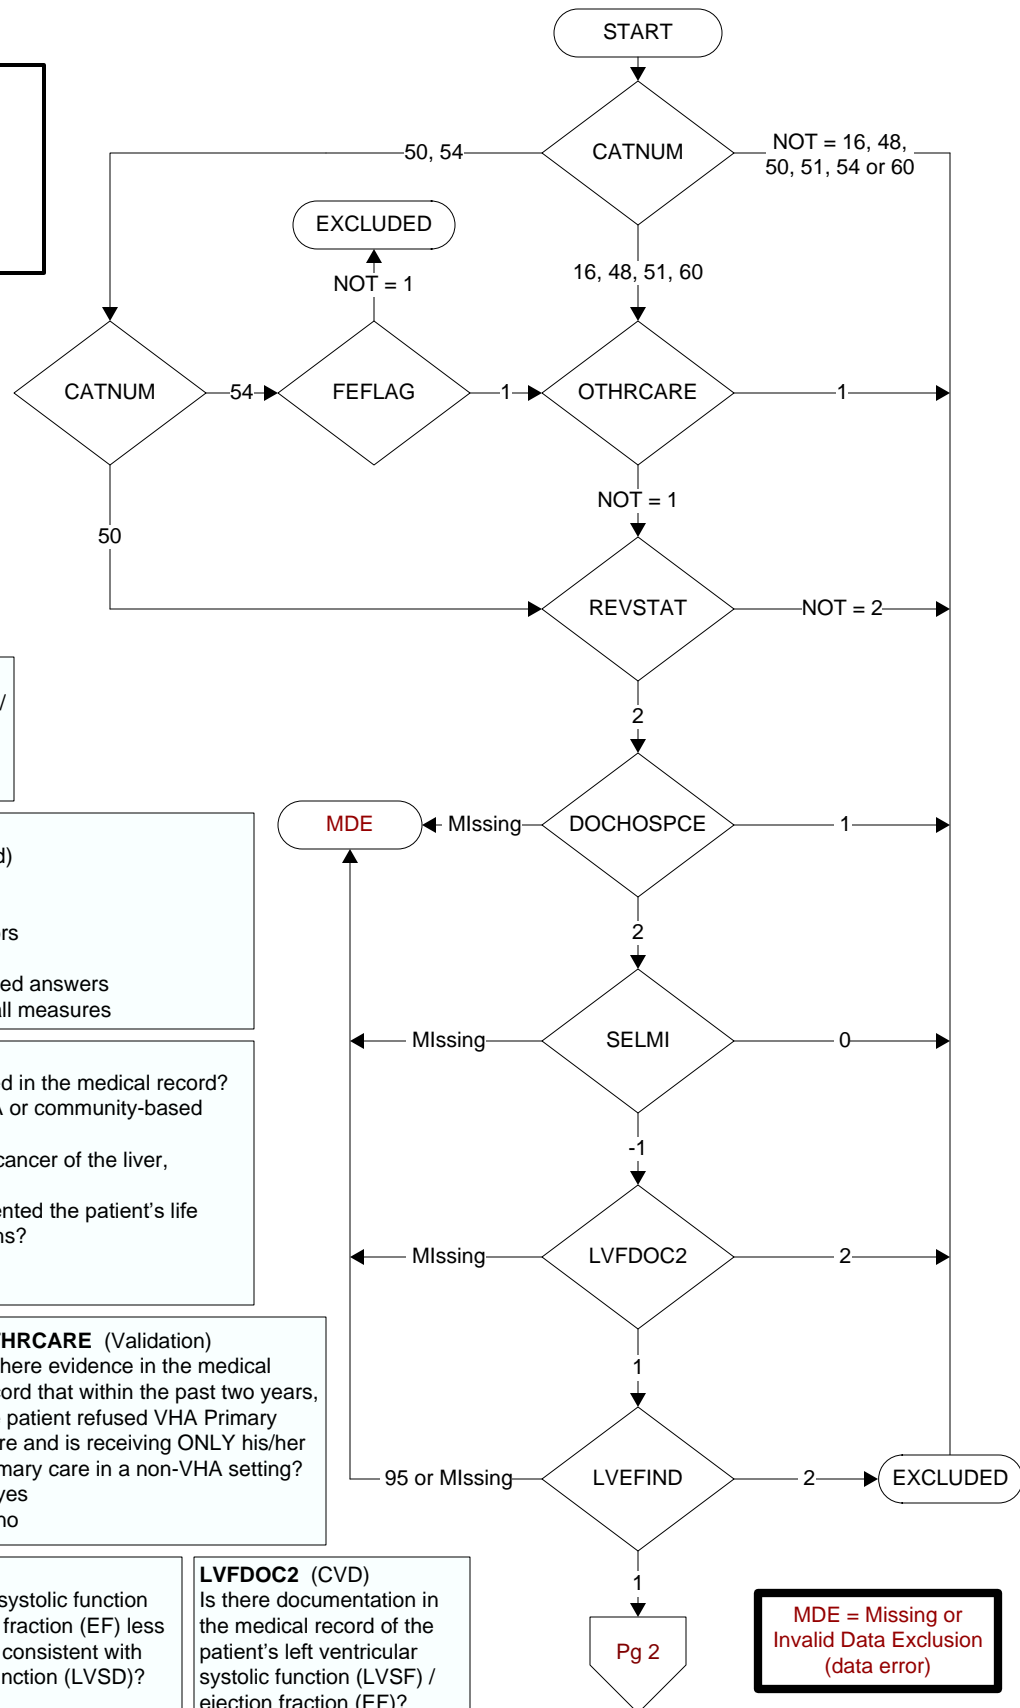 START
CATNUM
50, 54
NOT = 16, 48,
50, 51, 54 or 60
EXCLUDED
NOT = 1
16, 48, 51, 60
CATNUM
54
FEFLAG
1
OTHRCARE
1
NOT = 1
50
REVSTAT
NOT = 2
2
/
MDE
MIssing
DOCHOSPCE
1
d)
rs
ed answers
all measures
2
MIssing
SELMI
0
ed in the medical record?
A or community-based
cancer of the liver,
ented the patient's life
ns?
-1
MIssing
LVFDOC2
2
1
THRCARE (Validation)
here evidence in the medical
cord that within the past two years,
e patient refused VHA Primary
are and is receiving ONLY his/her
mary care in a non-VHA setting?
yes
no
95 or MIssing
LVEFIND
2
EXCLUDED
1
systolic function
fraction (EF) less
consistent with
nction (LVSD)?
LVFDOC2 (CVD)
Is there documentation in
the medical record of the
patient's left ventricular
systolic function (LVSF) /
ejection fraction (EF)?
Pg 2
MDE = Missing or
Invalid Data Exclusion
(data error)